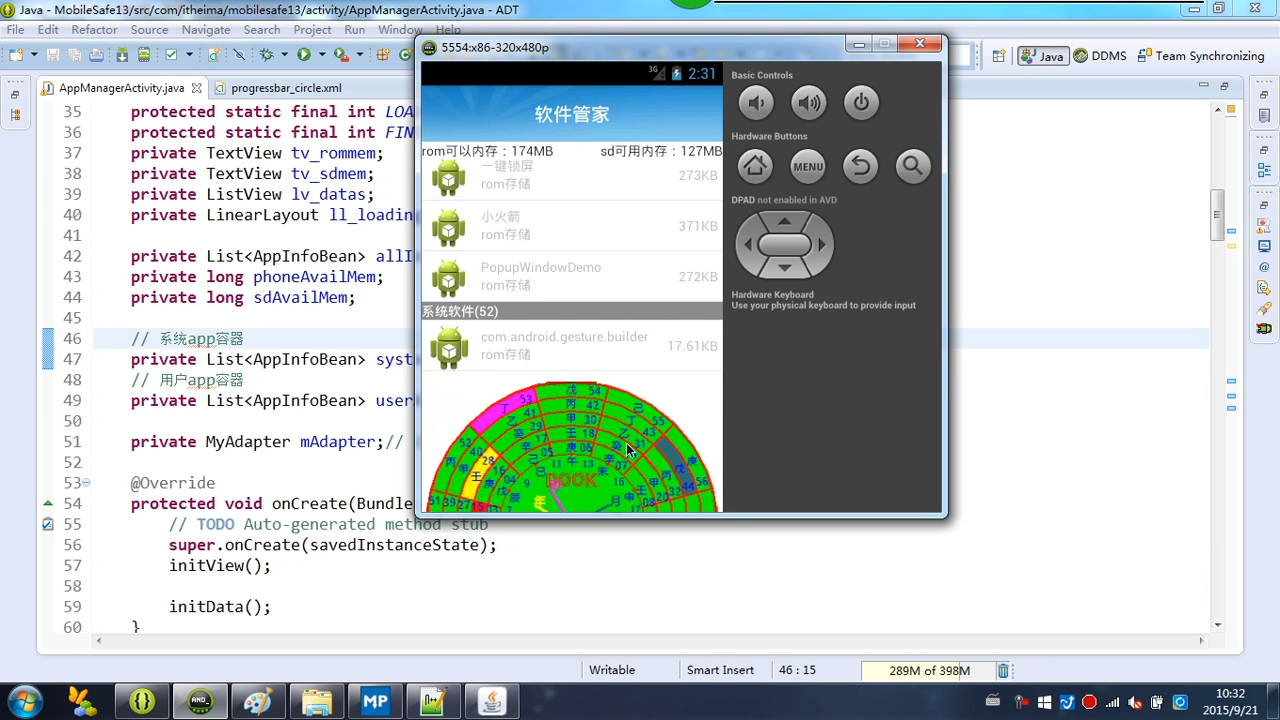 Java - MobileSafe13/src/com/itheima/mobilesafe13/activity/AppManagerActivity.java - ADT
File Edit Source Refactor Navigate Search Project Run Window Help
Java
DDMS
Team Synchronizing
AppManagerActivity.java
progressbar_circle.xml
35 protected static final int LOA
36 protected static final int FIN
37 private TextView tv_rommem;
38 private TextView tv_sdmem;
39 private ListView lv_datas;
40 private LinearLayout ll_loadin
41
42 private List<AppInfoBean> allI
43 private long phoneAvailMem;
44 private long sdAvailMem;
45
46 // 系统app容器
47 private List<AppInfoBean> syst
48 // 用户app容器
49 private List<AppInfoBean> user
50
51 private MyAdapter mAdapter;//
52
53 @Override
54 protected void onCreate(Bundle
55 // TODO Auto-generated method stub
56 super.onCreate(savedInstanceState);
57 initView();
58
59 initData();
60 }
5554:x86-320x480p
3G 2:31
软件管家
rom可以内存：174MB sd可用内存：127MB
一键锁屏
rom存储
273KB
小火箭
rom存储
371KB
PopupWindowDemo
rom存储
272KB
系统软件(52)
com.android.gesture.builder
rom存储
17.61KB
ROOK
Basic Controls
Hardware Buttons
MENU
DPAD not enabled in AVD
Hardware Keyboard
Use your physical keyboard to provide input
Writable
Smart Insert
46 : 15
289M of 398M
AND_
MP
10:32
2015/9/21